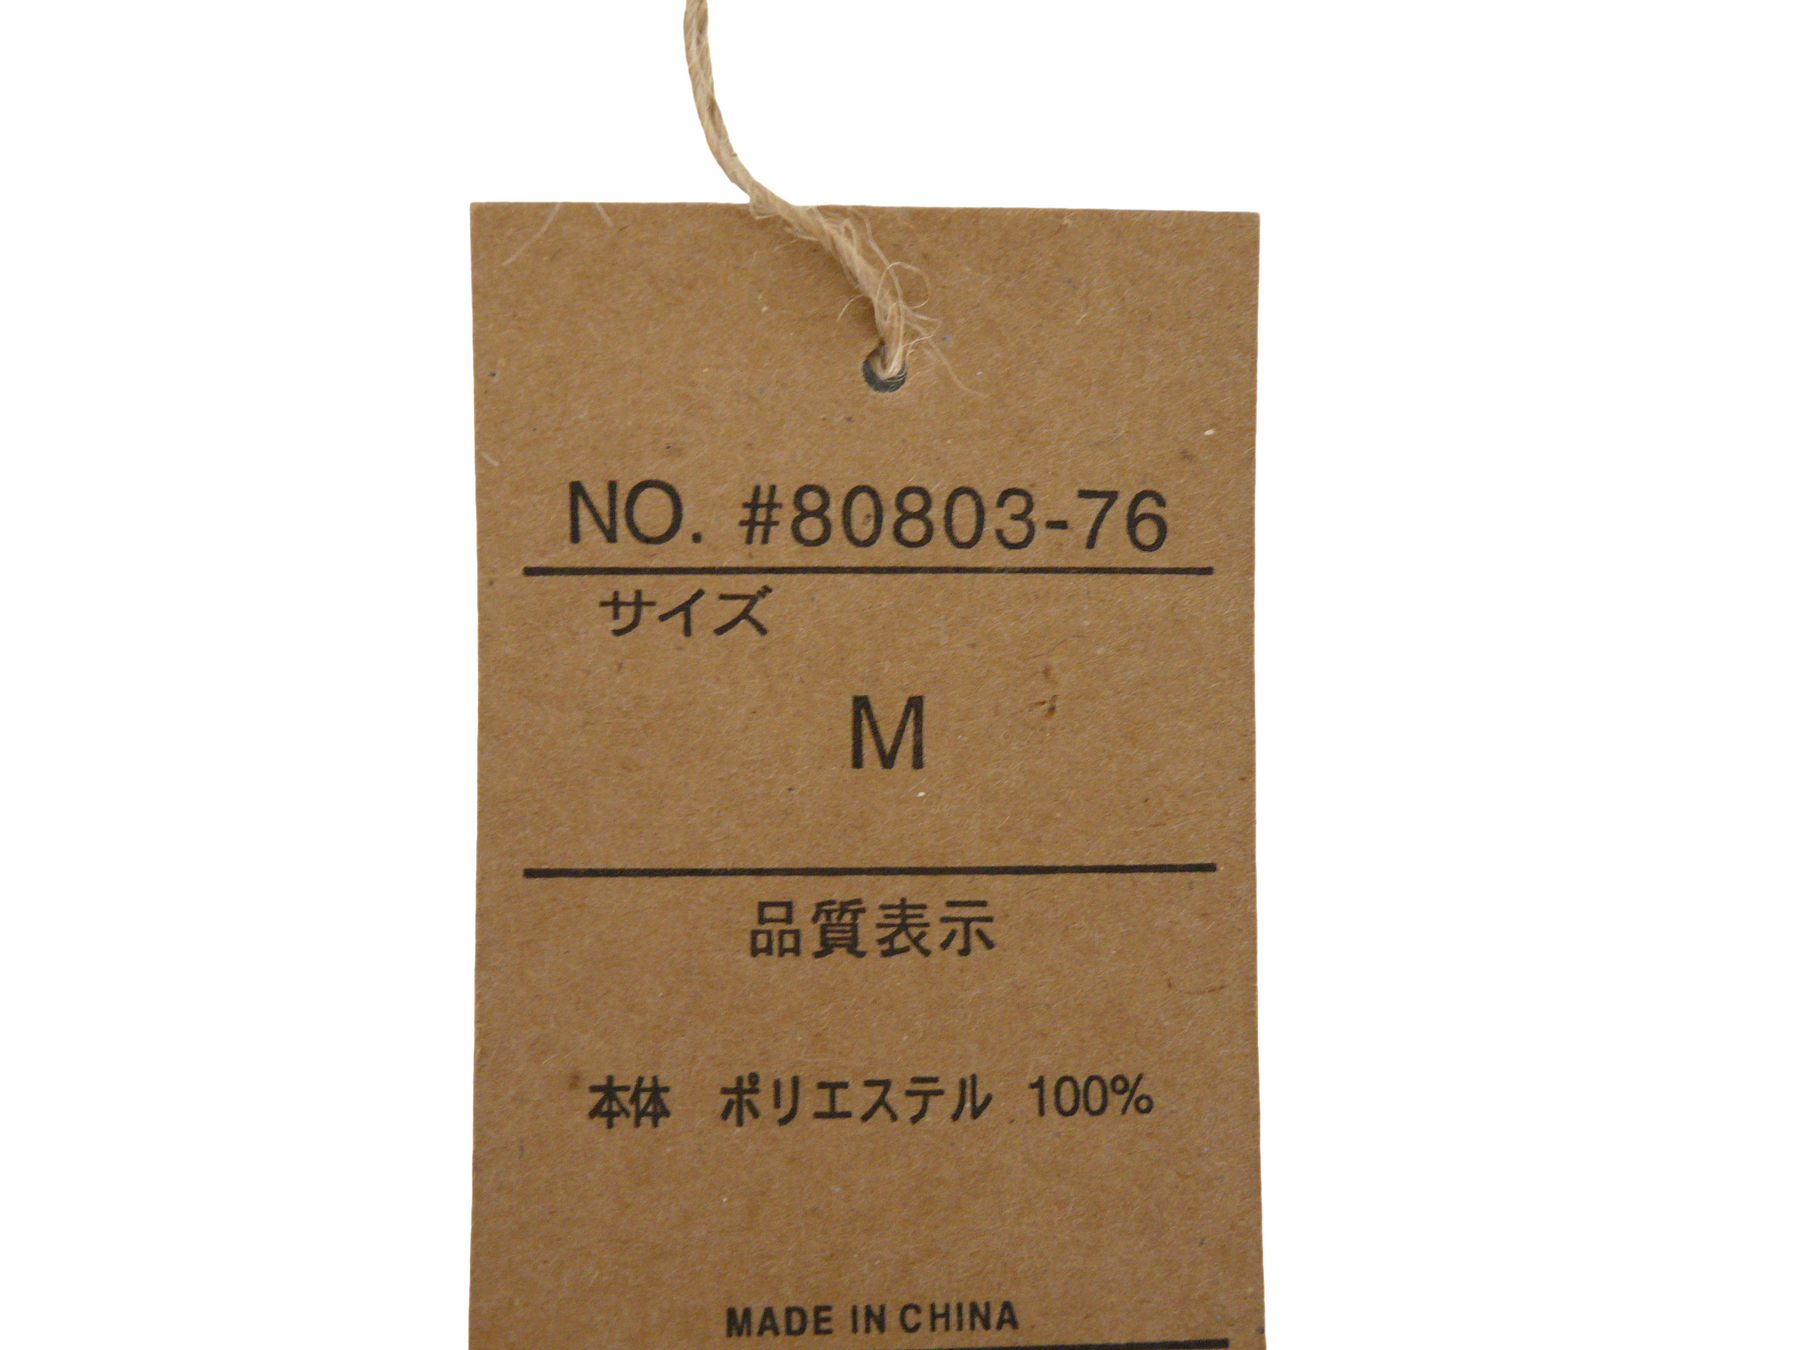 NO. #80803-76
サイズ
M
品質表示
本体 ポリエステル 100%
MADE IN CHINA